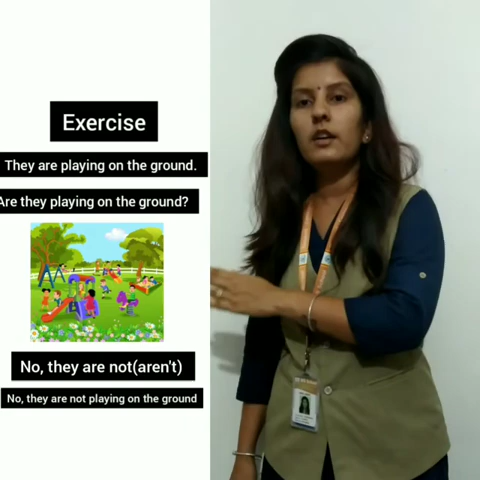 Exercise
They are playing on the ground.
Are they playing on the ground?
No, they are not(aren't)
No, they are not playing on the ground